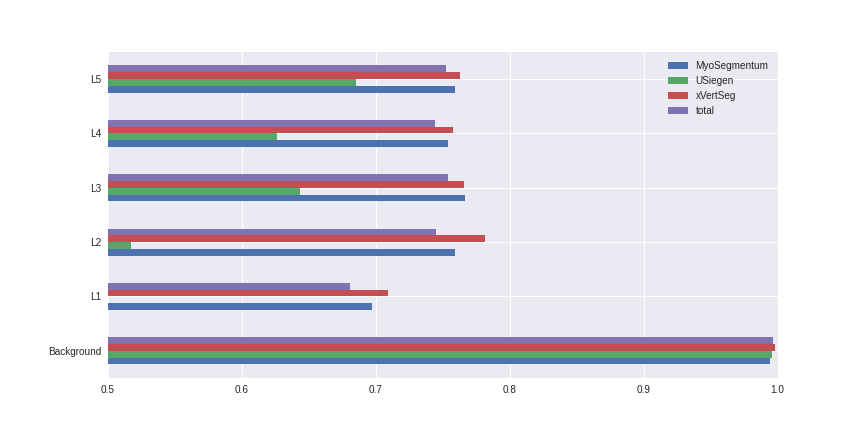 MyoSegmentum
USiegen
xVertSeg
total
L5
L4
L3
L2
L1
Background
0.5 0.6 0.7 0.8 0.9 1.0